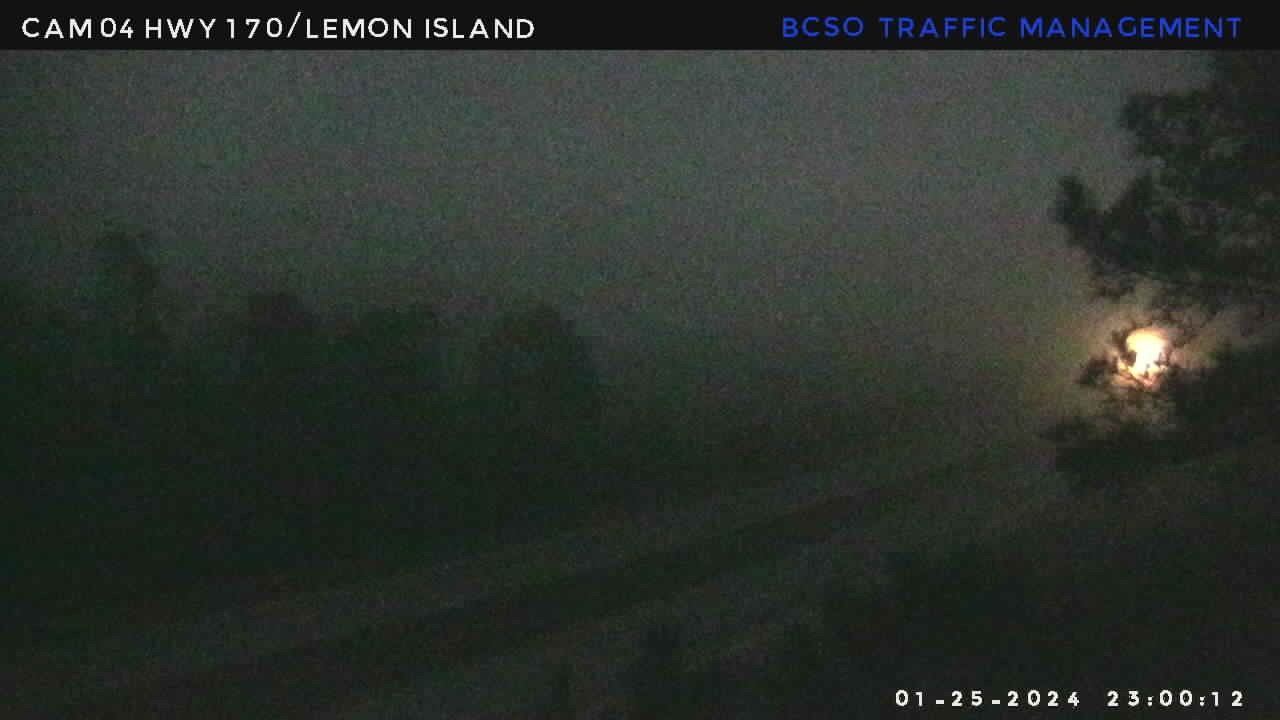 CAM04 HWY 170/LEMON ISLAND
BCSO TRAFFIC MANAGEMENT
01-25-2024 23:00:12